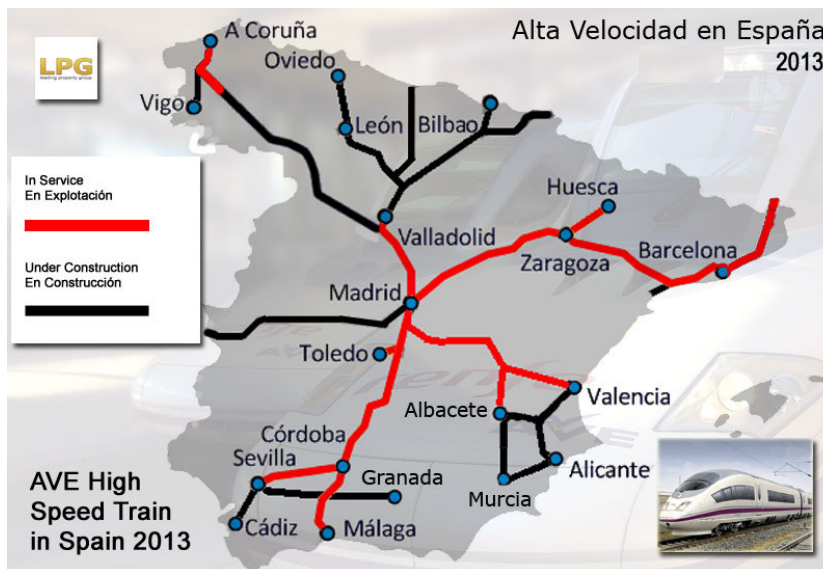 Alta Velocidad en España
2013
LPG
leading property group
A Coruña
Oviedo
Vigo
León
Bilbao
In Service
En Explotación
Under Construction
En Construcción
Huesca
Valladolid
Zaragoza
Barcelona
Madrid
Toledo
renfe
Valencia
Albacete
AVE
Córdoba
Sevilla
Granada
Alicante
Murcia
Cádiz
Málaga
AVE High
Speed Train
in Spain 2013